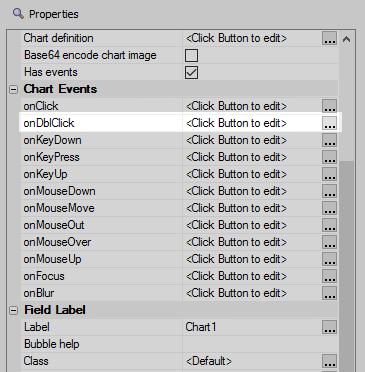 Properties
Chart definition <Click Button to edit> ...
Base64 encode chart image
Has events
Chart Events
onClick <Click Button to edit> ...
onDblClick <Click Button to edit> ...
onKeyDown <Click Button to edit> ...
onKeyPress <Click Button to edit> ...
onKeyUp <Click Button to edit> ...
onMouseDown <Click Button to edit> ...
onMouseMove <Click Button to edit> ...
onMouseOut <Click Button to edit> ...
onMouseOver <Click Button to edit> ...
onMouseUp <Click Button to edit> ...
onFocus <Click Button to edit> ...
onBlur <Click Button to edit> ...
Field Label
Label Chart1 ...
Bubble help
Class <Default> ...